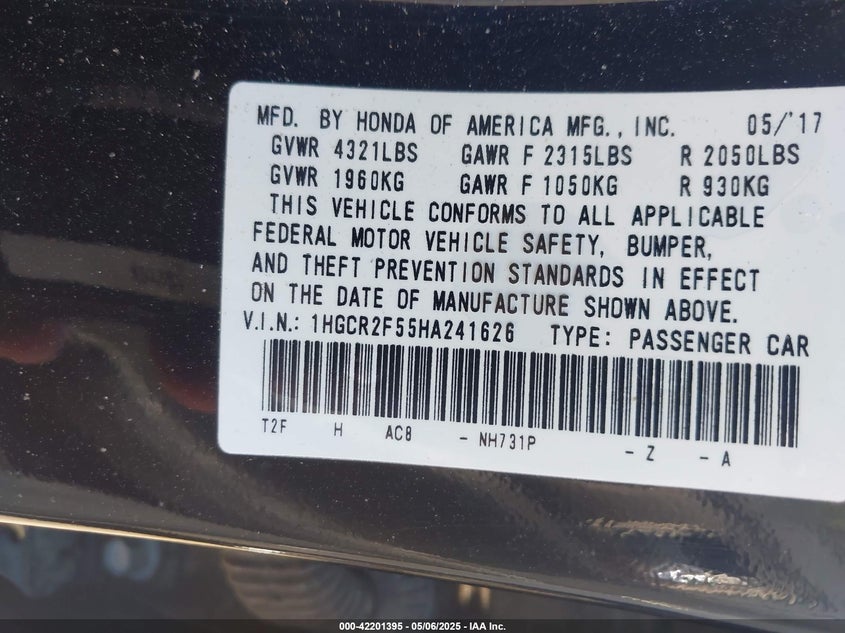 MFD. BY HONDA OF AMERICA MFG., INC. 05/'17
GVWR 4321LBS GAWR F 2315LBS R 2050LBS
GVWR 1960KG GAWR F 1050KG R 930KG
THIS VEHICLE CONFORMS TO ALL APPLICABLE
FEDERAL MOTOR VEHICLE SAFETY, BUMPER,
AND THEFT PREVENTION STANDARDS IN EFFECT
ON THE DATE OF MANUFACTURE SHOWN ABOVE.
V.I.N.: 1HGCR2F55HA241626 TYPE: PASSENGER CAR
T2F H AC8 - NH731P - Z - A
000-42201395 - 05/06/2025 - IAA Inc.